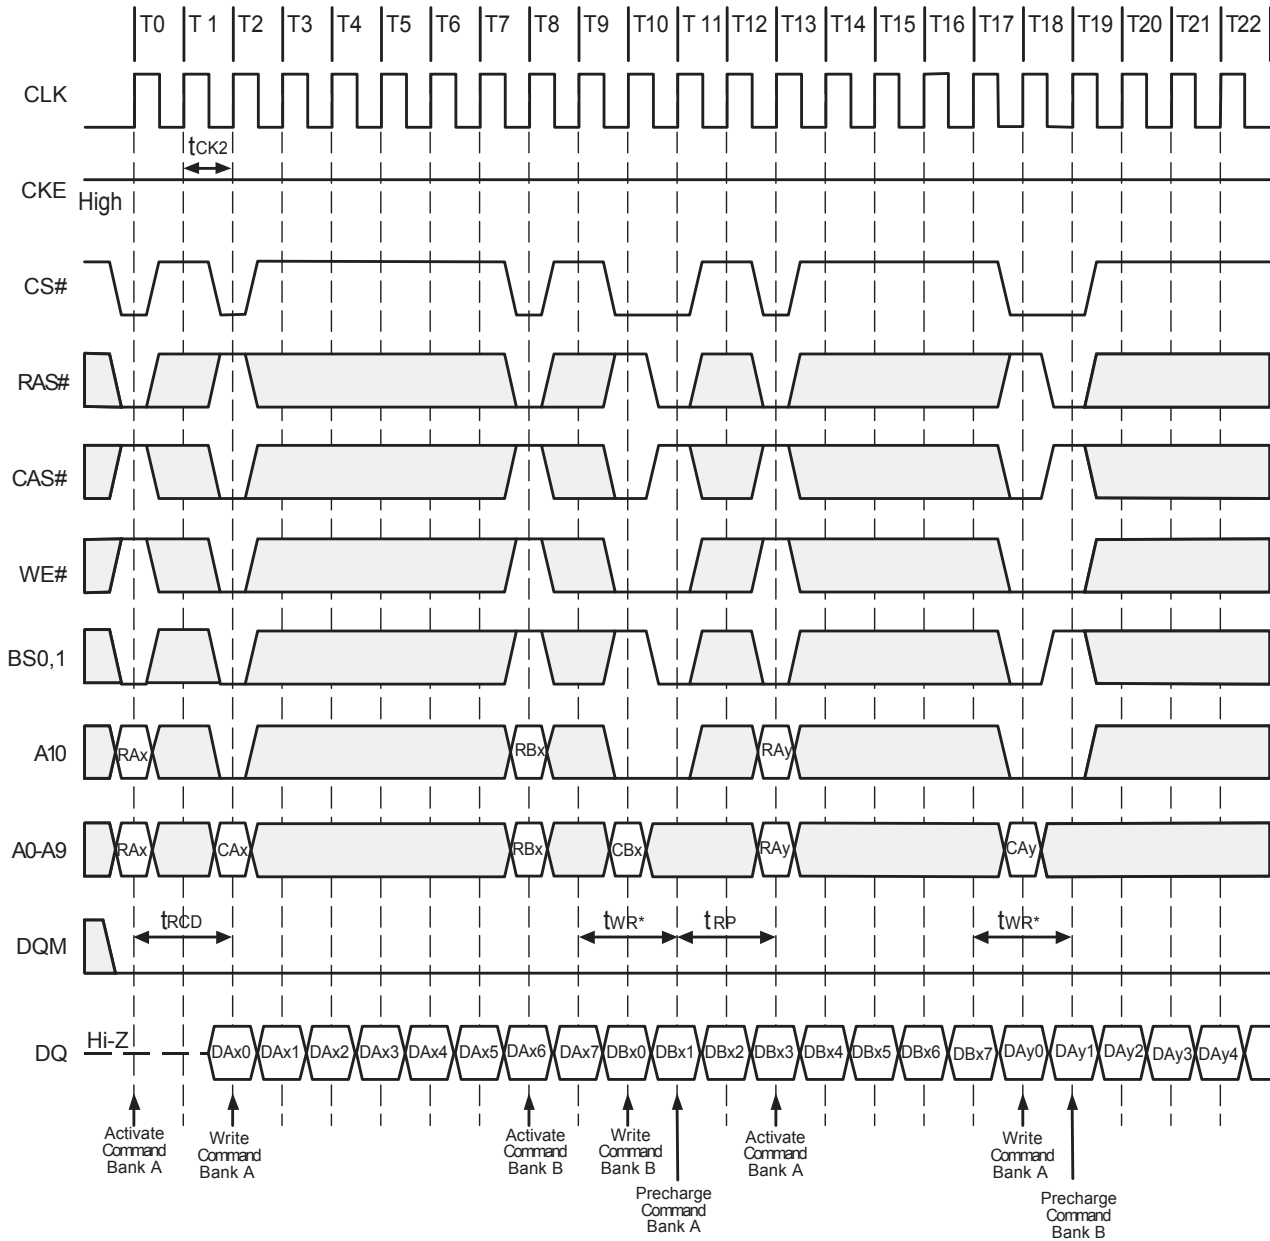 T0 T 1 T2 T3 T4 T5 T6 T7 T8 T9 T10 T 11 T12 T13 T14 T15 T16 T17 T18 T19 T20 T21 T22
CLK
tCK2
CKE
High
CS#
RAS#
CAS#
WE#
BS0,1
A10 RAx RBx RAy
A0-A9 RAx CAx RBx CBx RAy CAy
tRCD tWR* tRP tWR*
DQM
Hi-Z
DQ DAx0 DAx1 DAx2 DAx3 DAx4 DAx5 DAx6 DAx7 DBx0 DBx1 DBx2 DBx3 DBx4 DBx5 DBx6 DBx7 DAy0 DAy1 DAy2 DAy3 DAy4
Activate
Command
Bank A
Write
Command
Bank A
Activate
Command
Bank B
Write
Command
Bank B
Precharge
Command
Bank A
Activate
Command
Bank A
Write
Command
Bank A
Precharge
Command
Bank B